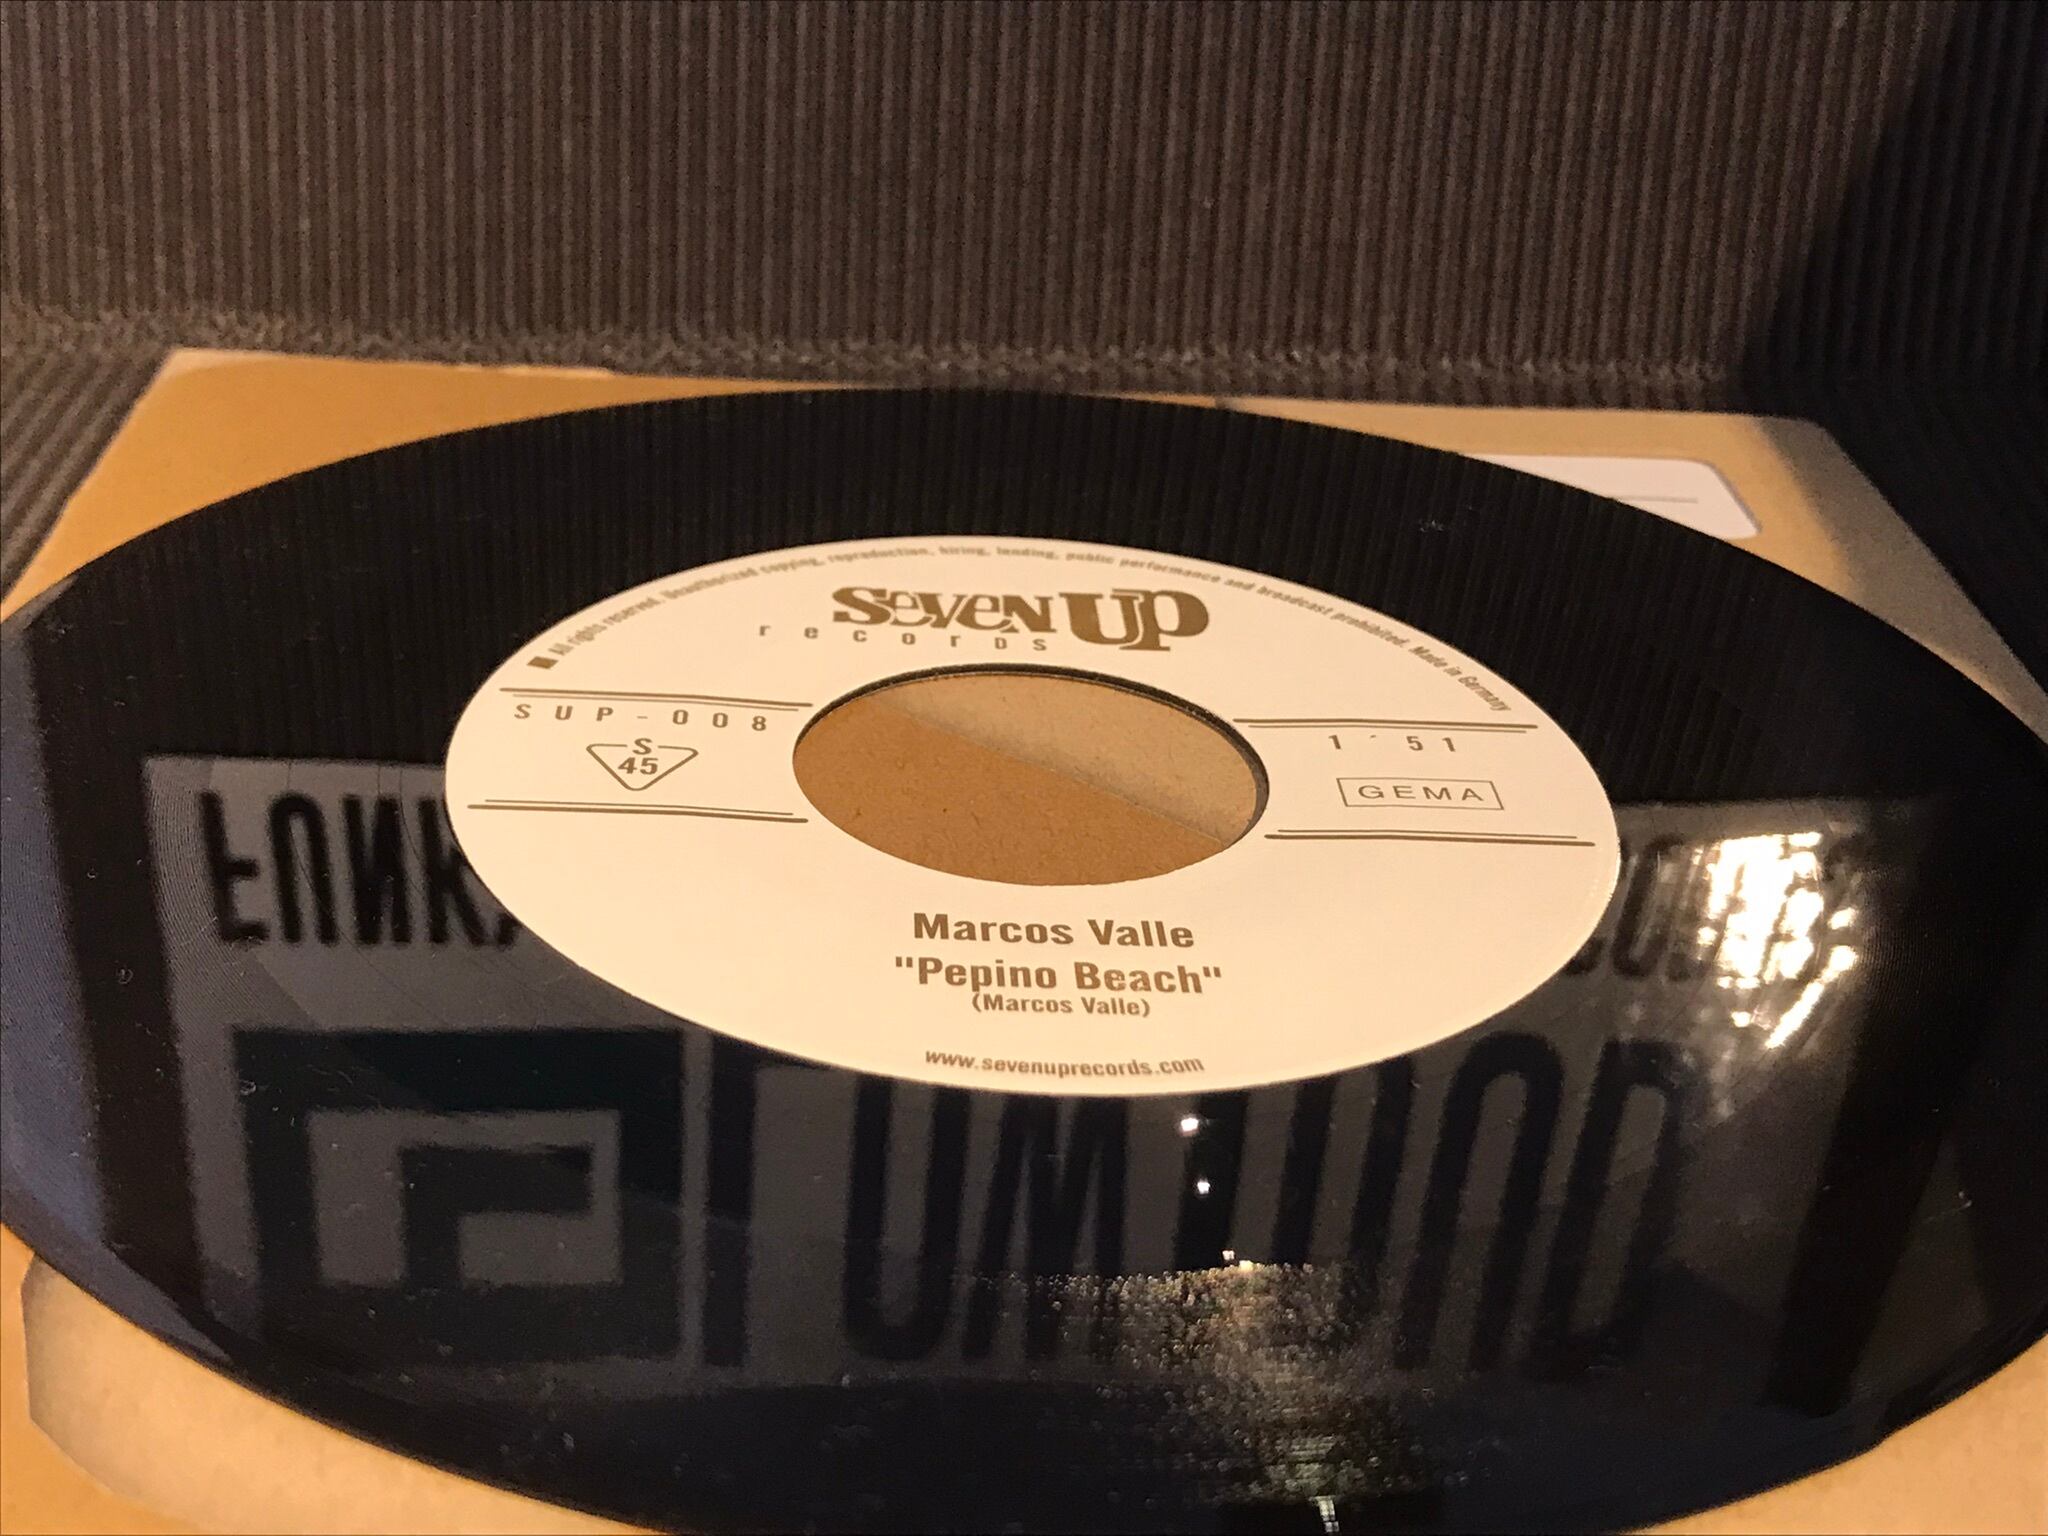 ■ All rights reserved. Unauthorized copying, reproduction, hiring, lending, public performance and broadcast prohibited. Made in Germany
SEVEN UP
records
SUP-008
S
45
1´51
GEMA
Marcos Valle
"Pepino Beach"
(Marcos Valle)
www.sevenuprecords.com